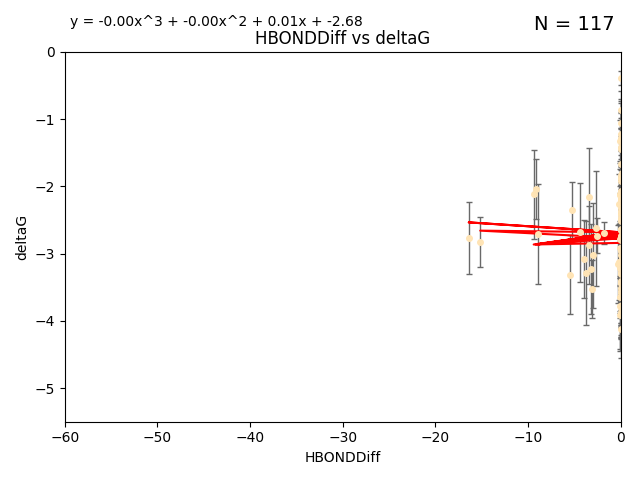 y = -0.00x^3 + -0.00x^2 + 0.01x + -2.68
N = 117
HBONDDiff vs deltaG
0
−1
−2
−3
−4
−5
deltaG
−60
−50
−40
−30
−20
−10
0
HBONDDiff